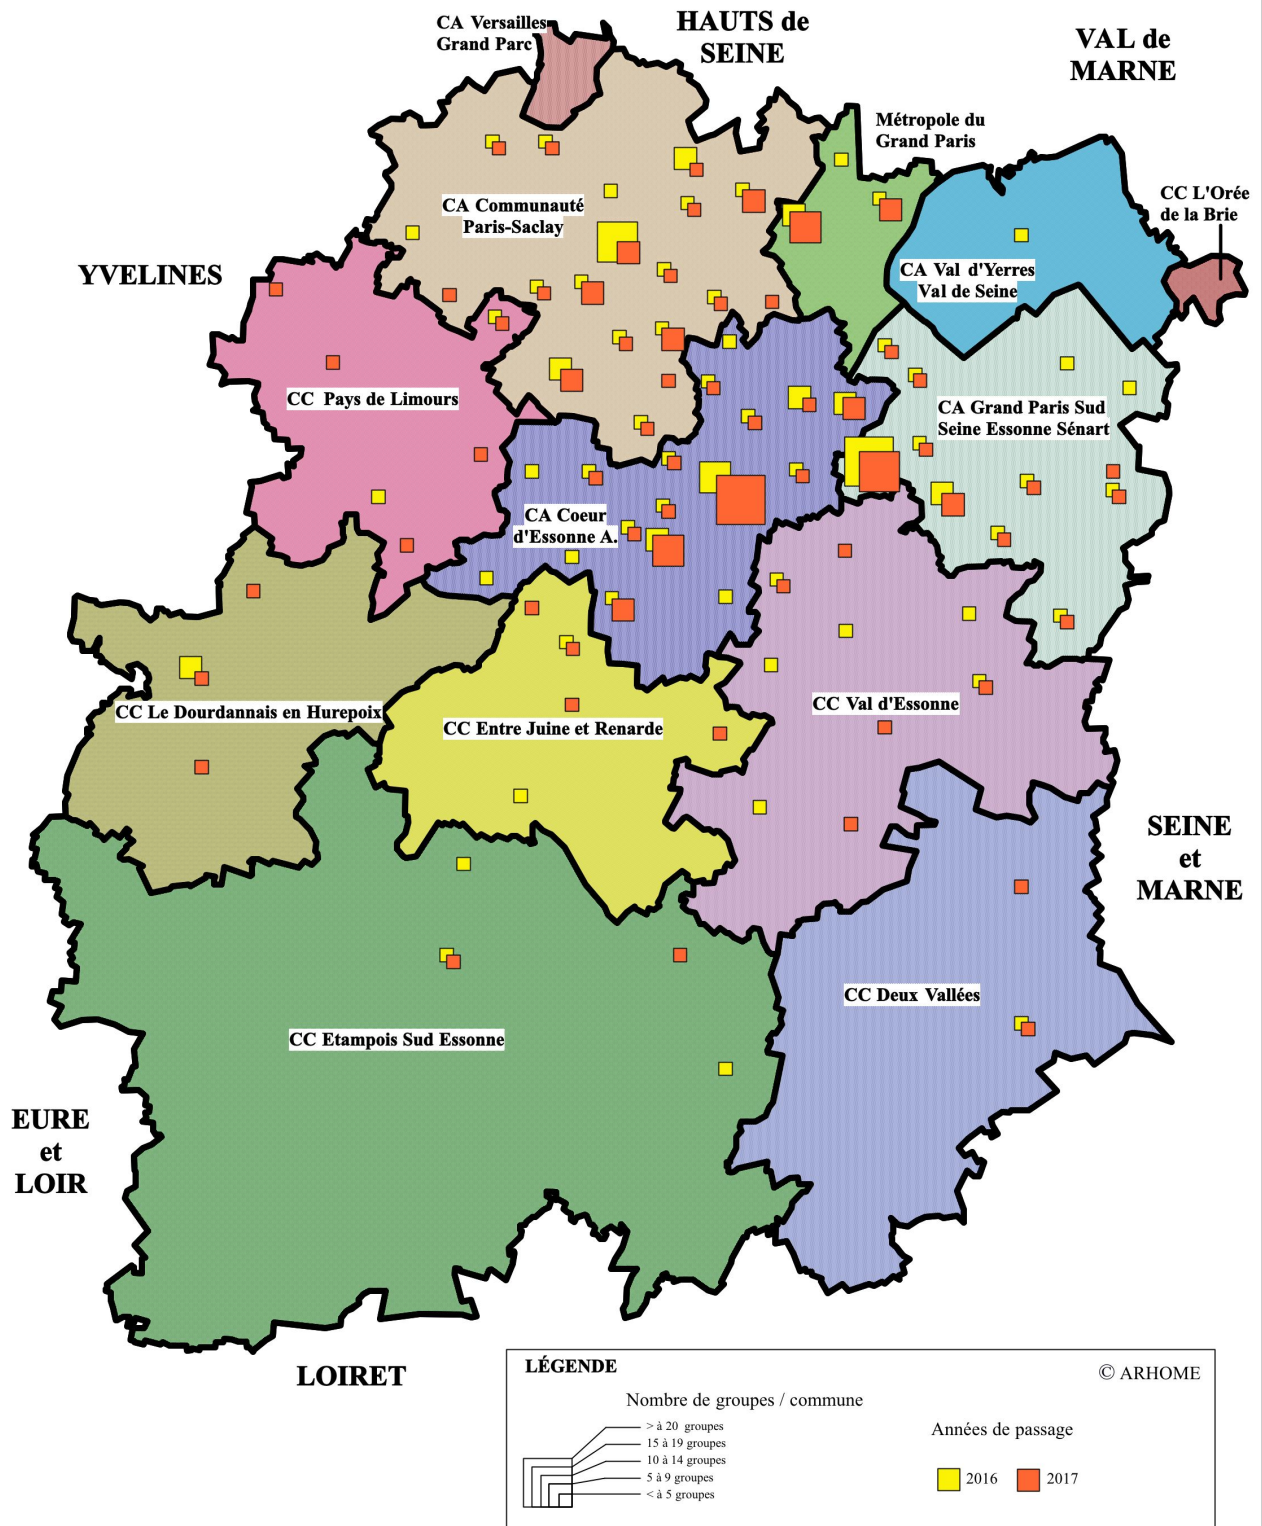 CA Versailles
Grand Parc
HAUTS de
SEINE
VAL de
MARNE
Métropole du
Grand Paris
CC L'Orée
de la Brie
CA Communauté
Paris-Saclay
YVELINES
CA Val d'Yerres
Val de Seine
CC Pays de Limours
CA Grand Paris Sud
Seine Essonne Sénart
CA Coeur
d'Essonne A.
CC Le Dourdannais en Hurepoix
CC Entre Juine et Renarde
CC Val d'Essonne
SEINE
et
MARNE
CC Deux Vallées
CC Etampois Sud Essonne
EURE
et
LOIR
LOIRET
LÉGENDE
© ARHOME
Nombre de groupes / commune
> à 20 groupes
15 à 19 groupes
10 à 14 groupes
5 à 9 groupes
< à 5 groupes
Années de passage
2016
2017